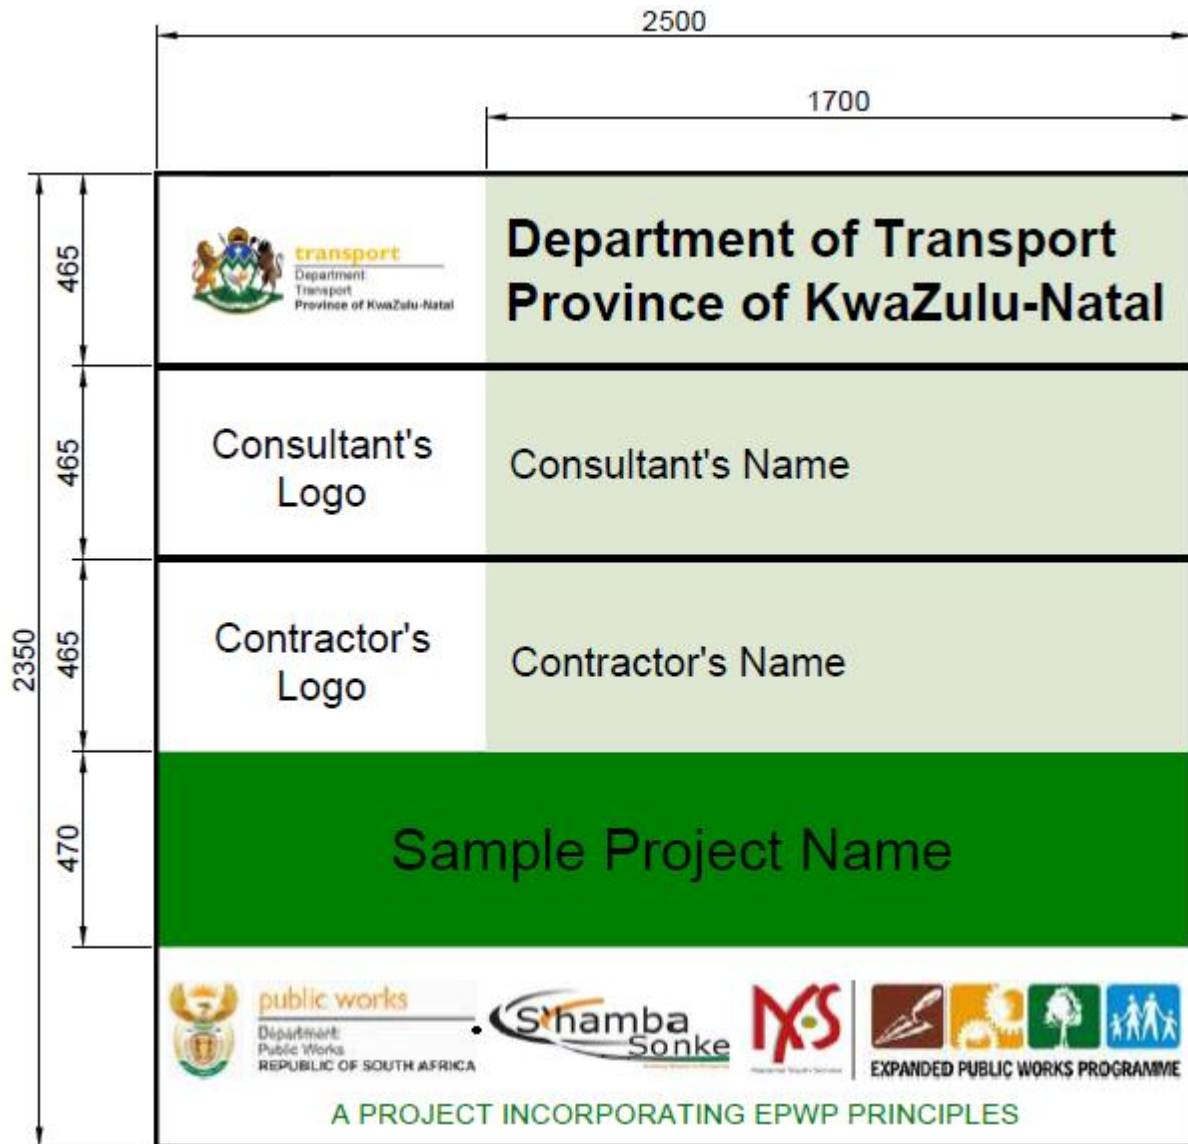 2500
1700
465
transport
Department:
Transport
Province of KwaZulu-Natal
Department of Transport
Province of KwaZulu-Natal
465
Consultant's
Logo
Consultant's Name
2350
465
Contractor's
Logo
Contractor's Name
470
Sample Project Name
public works
Department:
Public Works
REPUBLIC OF SOUTH AFRICA
S'hamba
Sonke
NYS
EXPANDED PUBLIC WORKS PROGRAMME
A PROJECT INCORPORATING EPWP PRINCIPLES